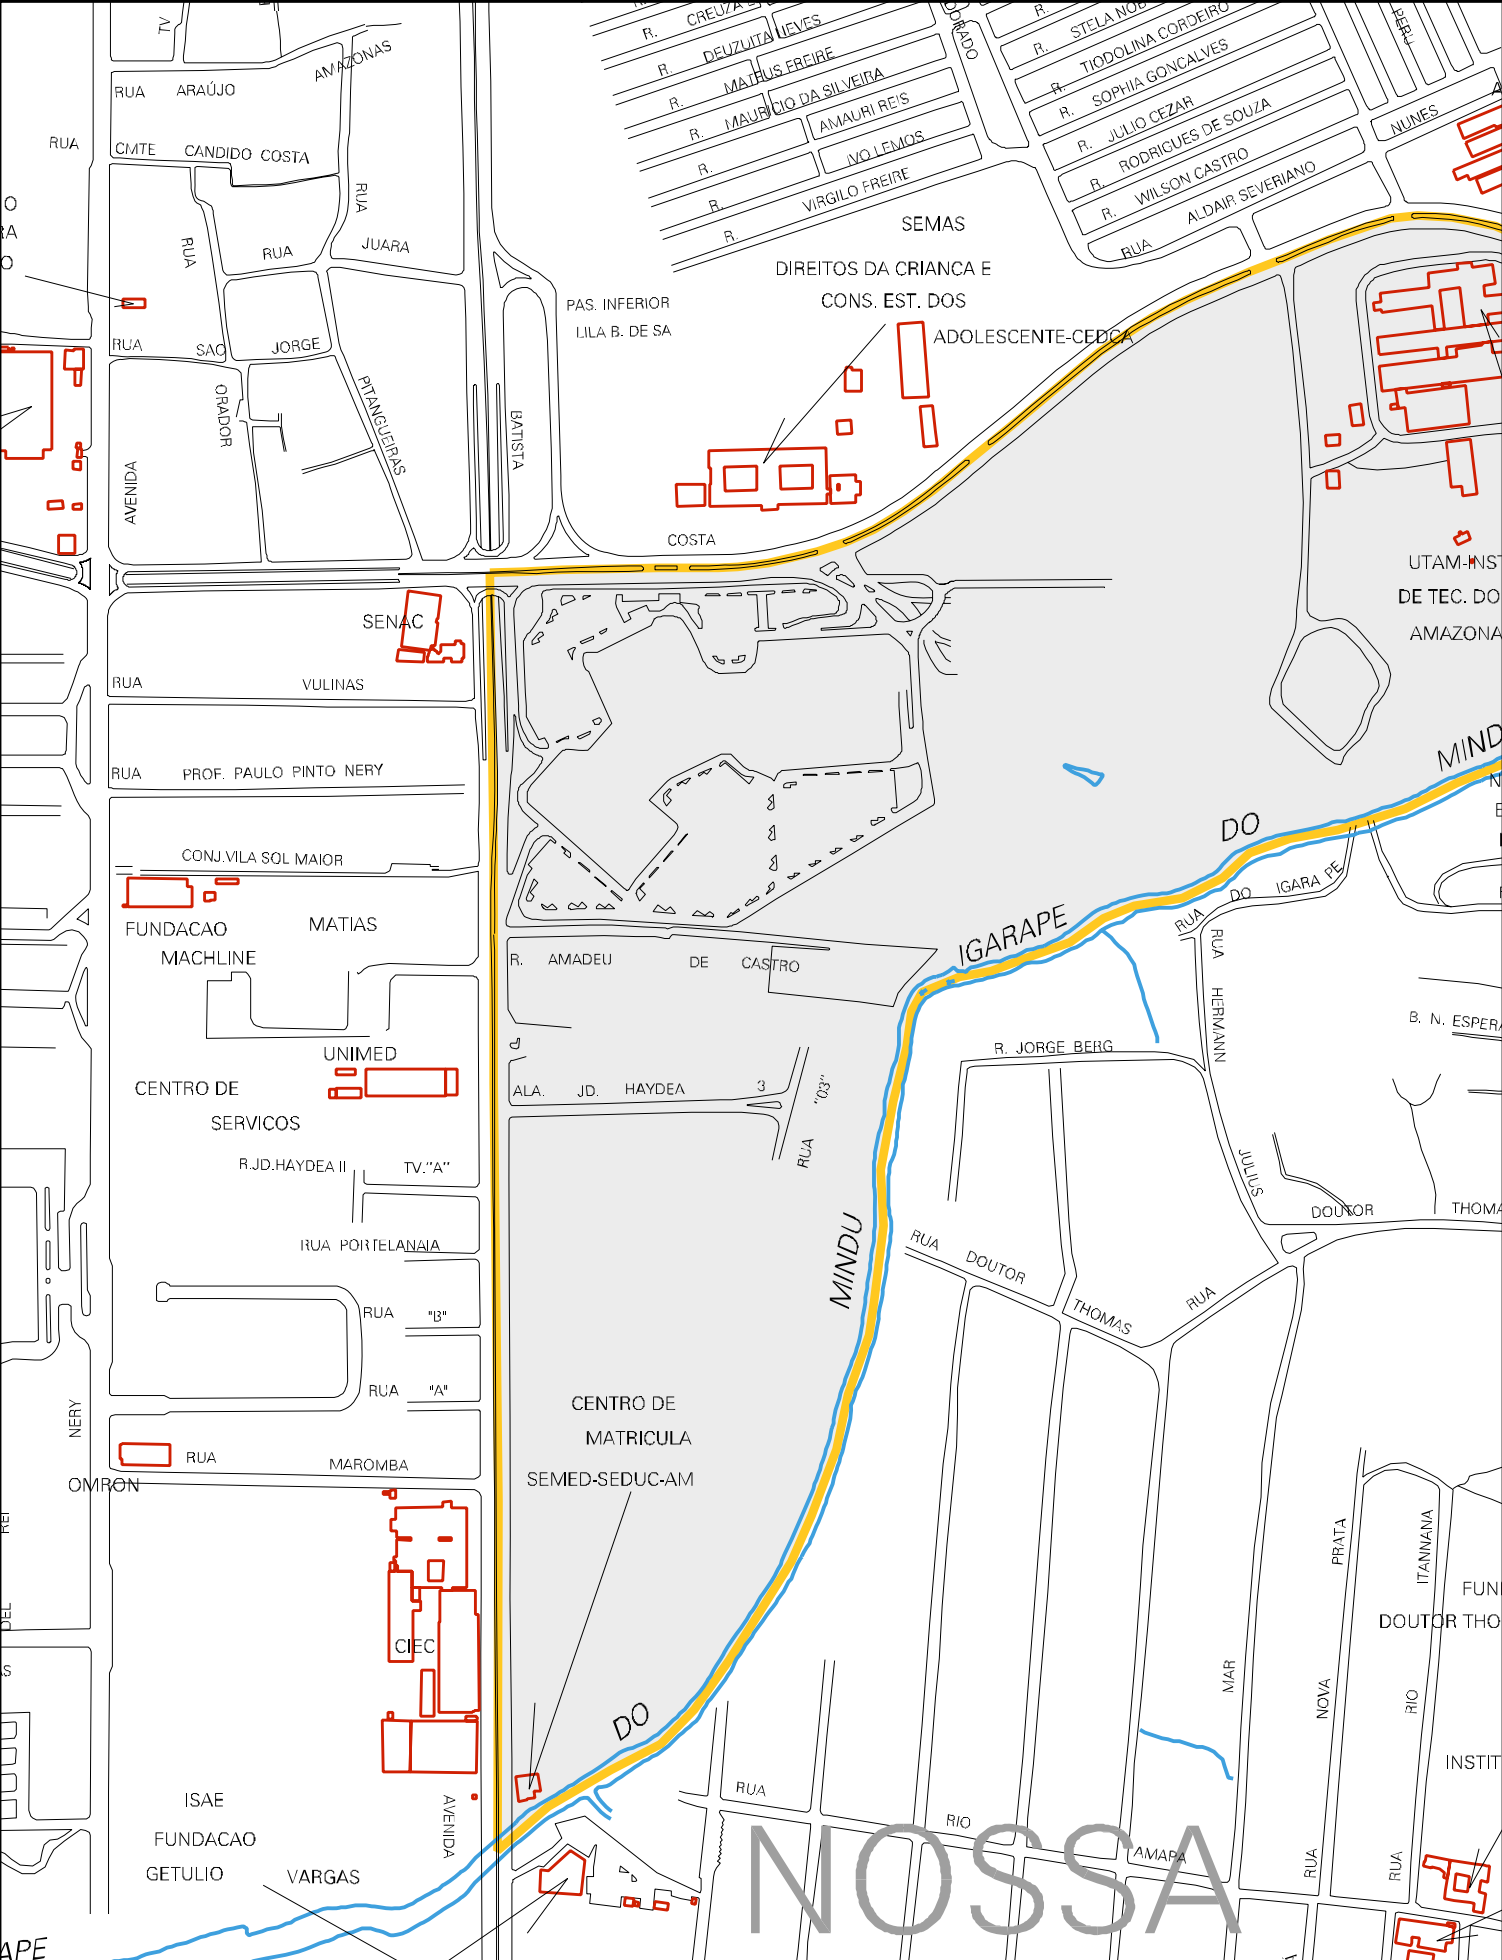 TV
AMAZONAS
RUA ARAÚJO
RUA
CMTE CANDIDO COSTA
RUA
RUA
RUA JUARA
RUA SAO JORGE
ORADOR
PITANGUEIRAS
BATISTA
AVENIDA
R.
R. DEUZUITA NEVES
R. MATEUS FREIRE
R. MAURICIO DA SILVEIRA
R. AMAURI REIS
R. IVO LEMOS
R. VIRGILO FREIRE
R.
R. STELA
R. TIODOLINA CORDEIRO
R. SOPHIA GONCALVES
R. JULIO CEZAR
R. RODRIGUES DE SOUZA
R. WILSON CASTRO
RUA ALDAIR SEVERIANO
PERU
NUNES
SEMAS
DIREITOS DA CRIANCA E
CONS. EST. DOS
ADOLESCENTE-CEDCA
PAS. INFERIOR
LILA B. DE SA
COSTA
SENAC
RUA VULINAS
RUA PROF. PAULO PINTO NERY
CONJ.VILA SOL MAIOR
FUNDACAO MATIAS
MACHLINE
UNIMED
CENTRO DE
SERVICOS
R.JD.HAYDEA II TV."A"
RUA PORTELANAIA
RUA "B"
RUA "A"
NERY
RUA MAROMBA
OMRON
CIEC
ISAE
FUNDACAO
GETULIO VARGAS
AVENIDA
UTAM-INST
DE TEC. DO
AMAZONA
MIND
DO
IGARAPE
MINDU
DO
R. AMADEU DE CASTRO
ALA. JD. HAYDEA 3
RUA "03"
CENTRO DE
MATRICULA
SEMED-SEDUC-AM
RUA DO IGARA PE
RUA HERMANN JULIUS
R. JORGE BERG
B. N. ESPERA
DOUTOR THOMA
RUA DOUTOR THOMAS
RUA
PRATA
NOVA
RUA
ITANNANA
RIO
RUA
MAR
FUN
DOUTOR THO
INSTIT
RUA RIO AMAPA
NOSSA
APE